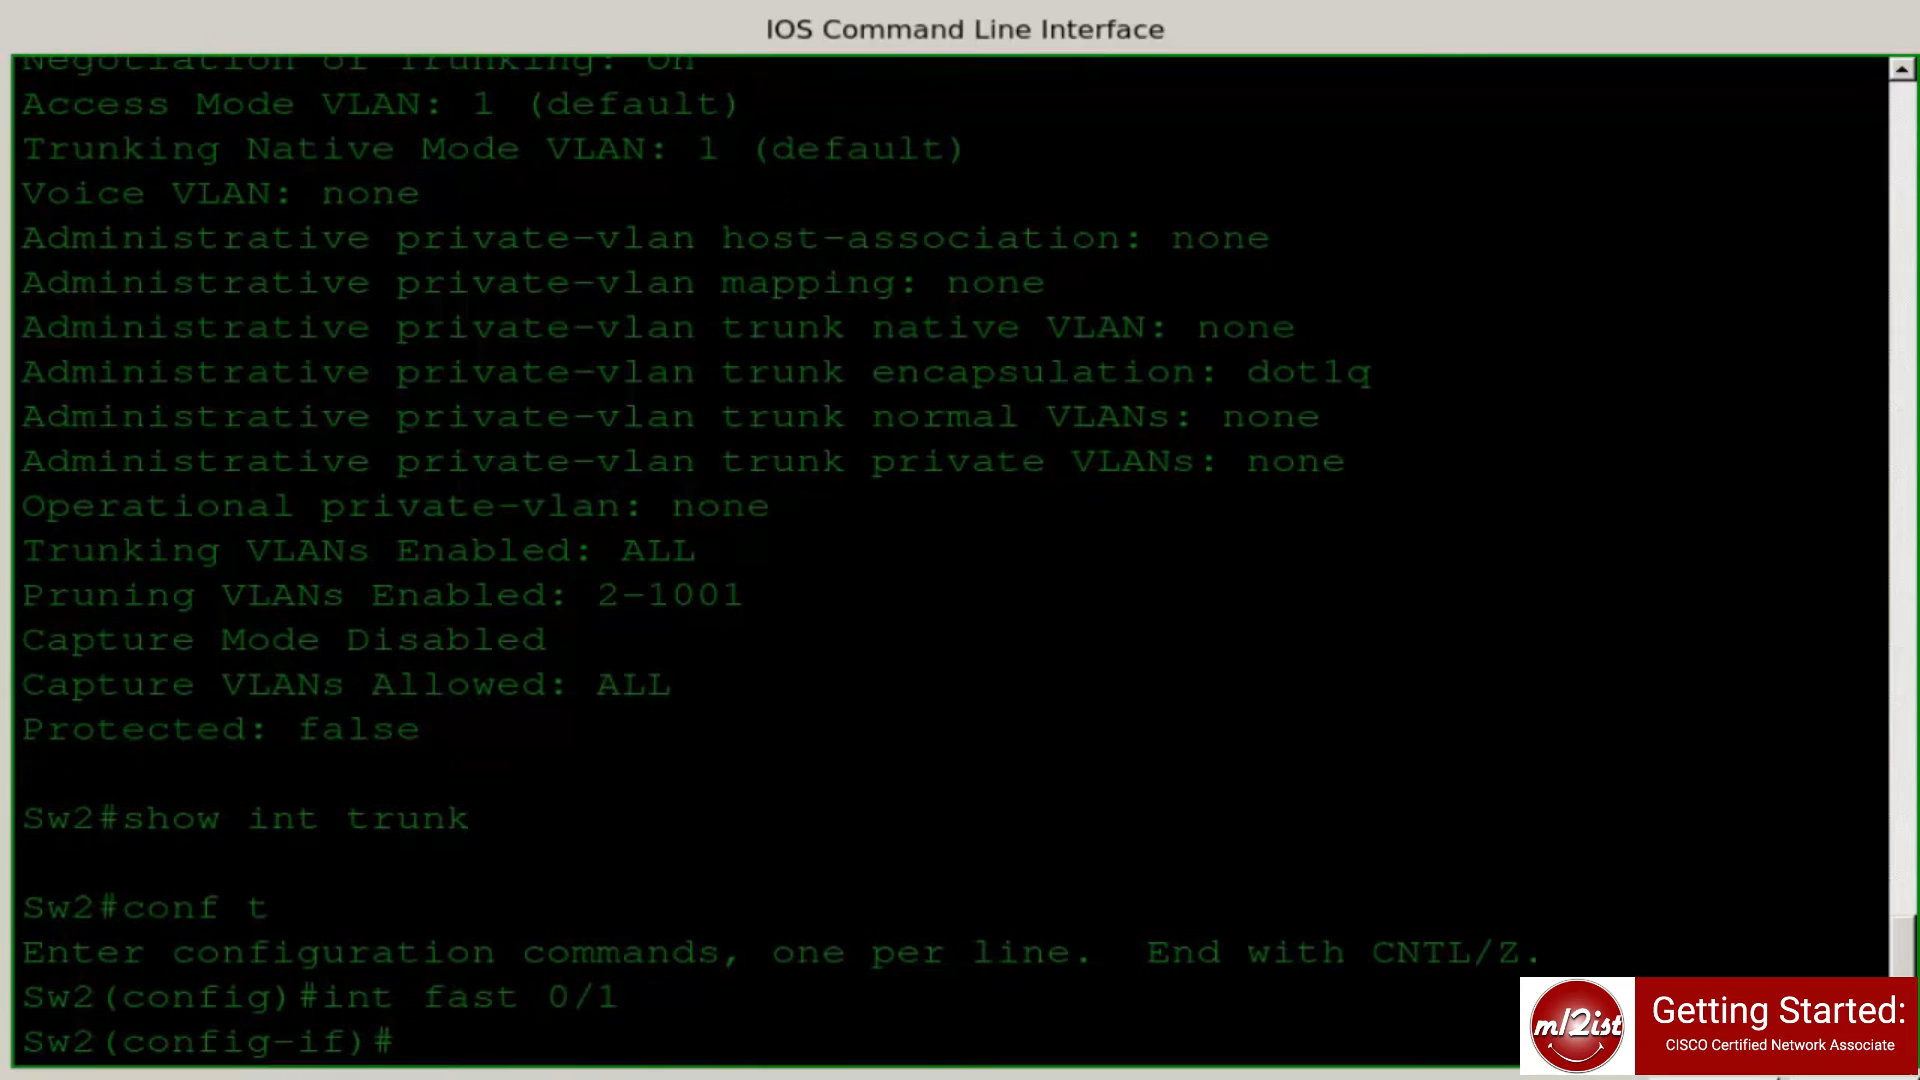 IOS Command Line Interface
Negotiation of Trunking: On
Access Mode VLAN: 1 (default)
Trunking Native Mode VLAN: 1 (default)
Voice VLAN: none
Administrative private-vlan host-association: none
Administrative private-vlan mapping: none
Administrative private-vlan trunk native VLAN: none
Administrative private-vlan trunk encapsulation: dot1q
Administrative private-vlan trunk normal VLANs: none
Administrative private-vlan trunk private VLANs: none
Operational private-vlan: none
Trunking VLANs Enabled: ALL
Pruning VLANs Enabled: 2-1001
Capture Mode Disabled
Capture VLANs Allowed: ALL
Protected: false
Sw2#show int trunk
Sw2#conf t
Enter configuration commands, one per line.  End with CNTL/Z.
Sw2(config)#int fast 0/1
Sw2(config-if)#
ml2ist
Getting Started:
CISCO Certified Network Associate